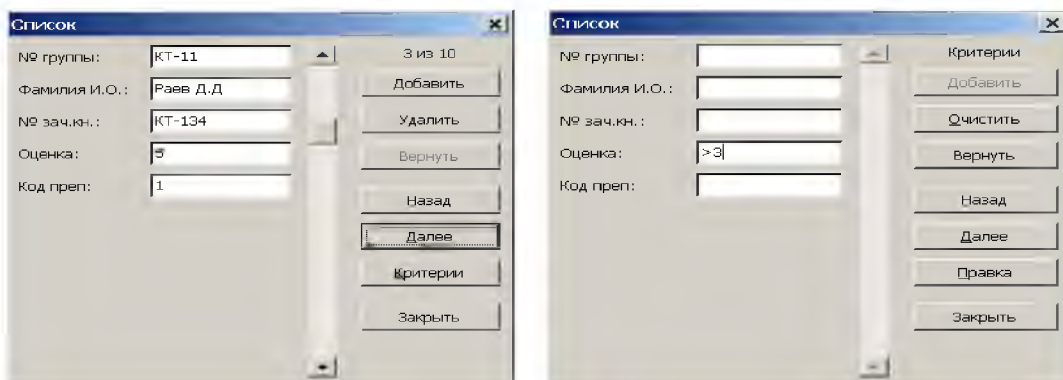 Список
№ группы: КТ-11
Фамилия И.О.: Раев Д.Д
№ зач.кн.: КТ-134
Оценка: 5
Код преп: 1
3 из 10
Добавить
Удалить
Вернуть
Назад
Далее
Критерии
Закрыть
Список
№ группы:
Фамилия И.О.:
№ зач.кн.:
Оценка: >3
Код преп:
Критерии
Добавить
Очистить
Вернуть
Назад
Далее
Правка
Закрыть